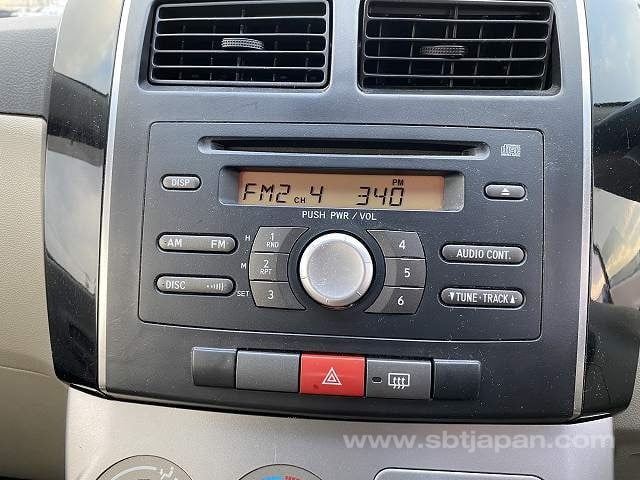 DISP
FM2 CH 4 PM 340
PUSH PWR / VOL
AM FM
H 1 RND
M 2 RPT
SET 3
DISC
4
5
6
AUDIO CONT.
▼TUNE·TRACK▲
www.sbtjapan.com